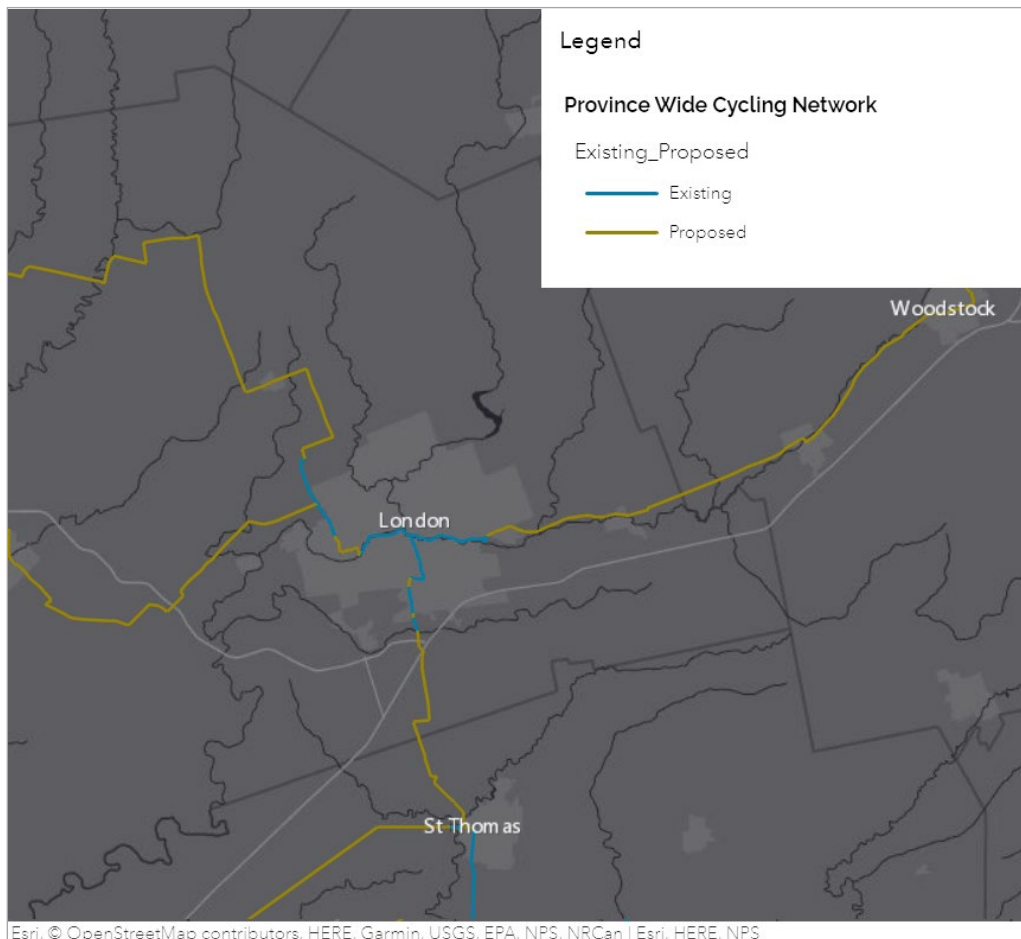 Legend
Province Wide Cycling Network
Existing_Proposed
Existing
Proposed
Woodstock
London
St Thomas
Esri, © OpenStreetMap contributors, HERE, Garmin, USGS, EPA, NPS, NRCan | Esri, HERE, NPS